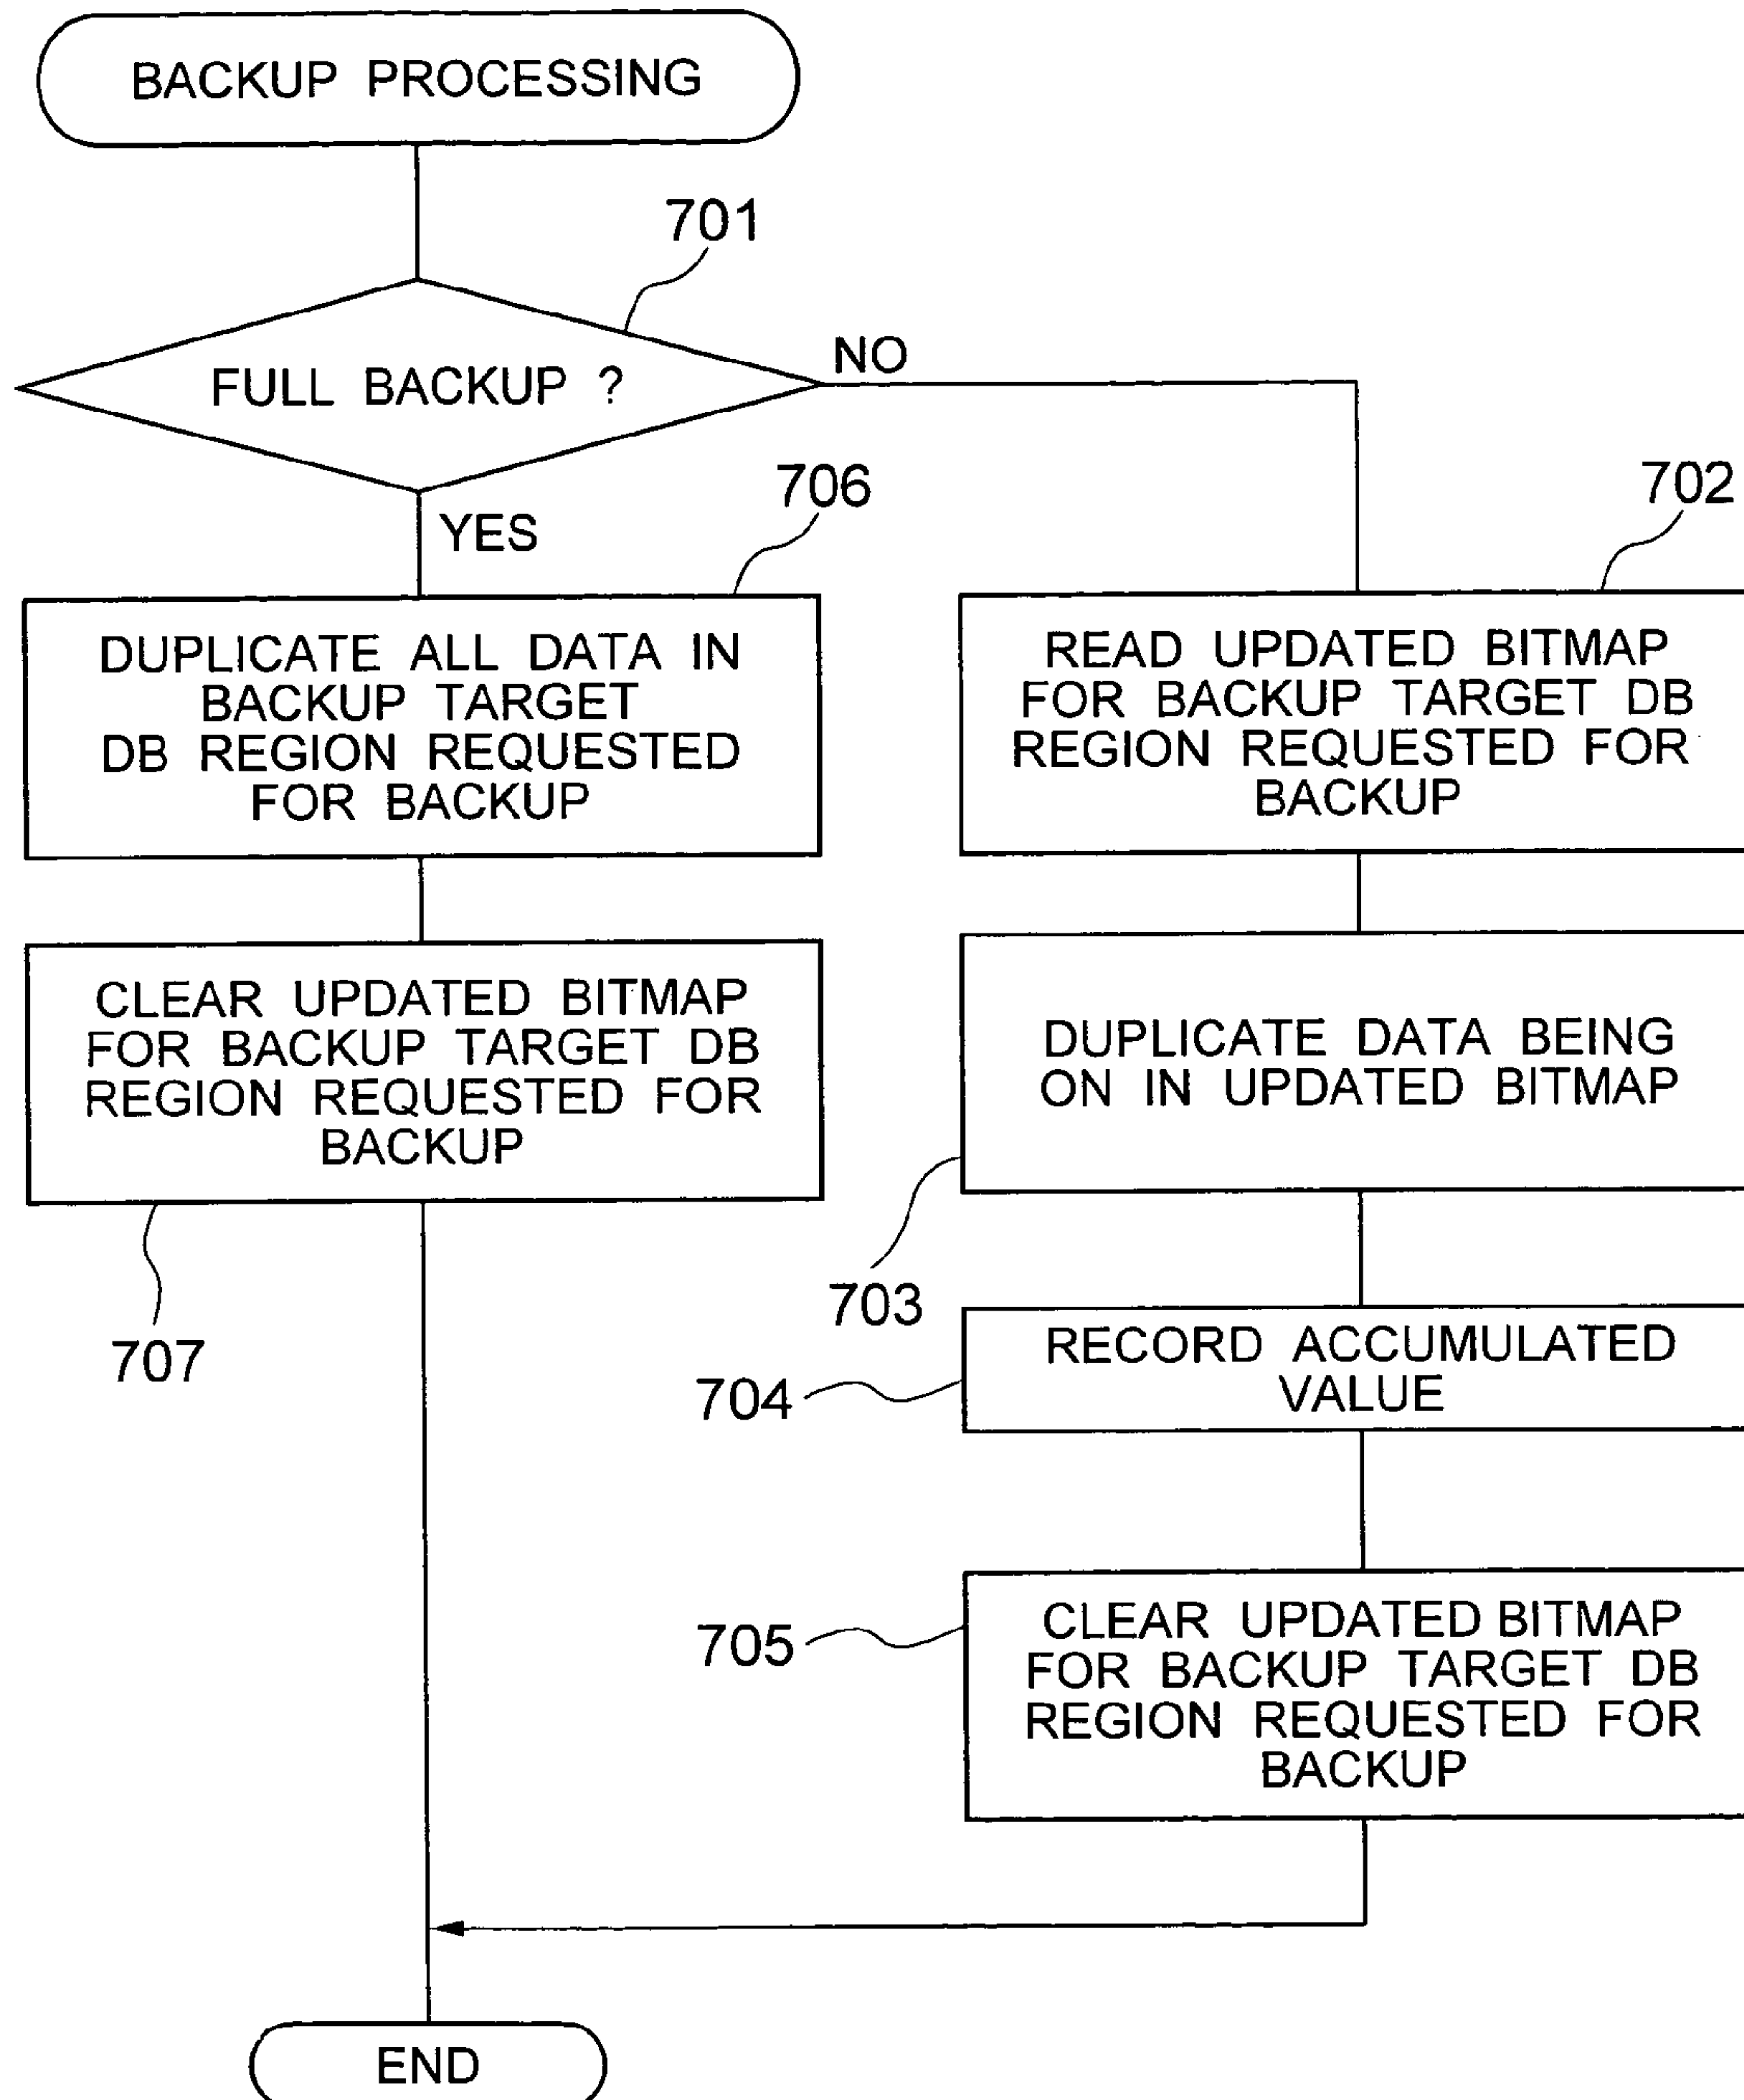 BACKUP PROCESSING
701
FULL BACKUP ?
NO
YES
706
DUPLICATE ALL DATA IN
BACKUP TARGET
DB REGION REQUESTED
FOR BACKUP
CLEAR UPDATED BITMAP
FOR BACKUP TARGET DB
REGION REQUESTED FOR
BACKUP
707
702
READ UPDATED BITMAP
FOR BACKUP TARGET DB
REGION REQUESTED FOR
BACKUP
DUPLICATE DATA BEING
ON IN UPDATED BITMAP
703
RECORD ACCUMULATED
VALUE
704
CLEAR UPDATED BITMAP
FOR BACKUP TARGET DB
REGION REQUESTED FOR
BACKUP
705
END